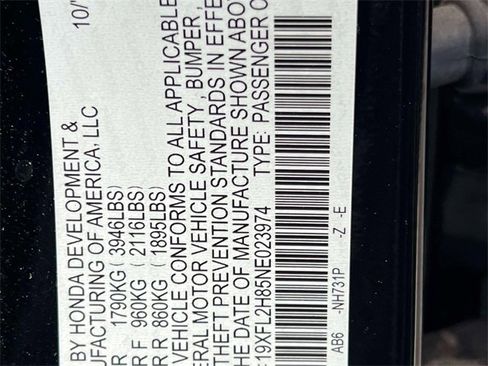 10/
BY HONDA DEVELOPMENT &
UFACTURING OF AMERICA, LLC
R 1790KG ( 3946LBS)
R F 960KG ( 2116LBS)
R R 860KG ( 1895LBS)
VEHICLE CONFORMS TO ALL APPLICABLE
ERAL MOTOR VEHICLE SAFETY , BUMPER,
THEFT PREVENTION STANDARDS IN EFFE
HE DATE OF MANUFACTURE SHOWN ABOV
: 19XFL2H85NE023974 TYPE: PASSENGER C
AB6 -NH731P -Z -E